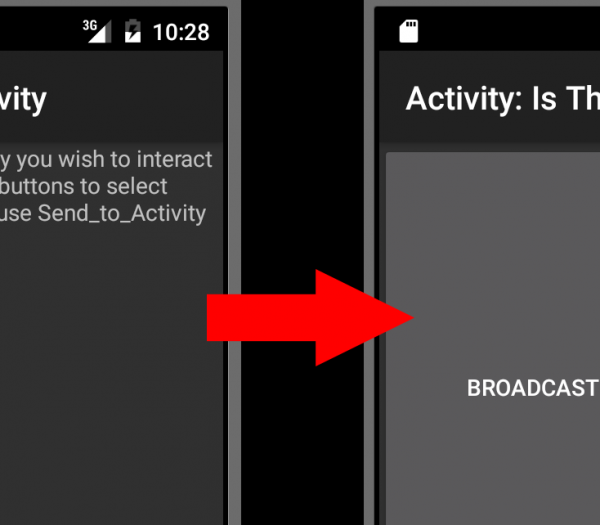 3G 10:28
vity
y you wish to interact
buttons to select
use Send_to_Activity
Activity: Is Th
BROADCAST